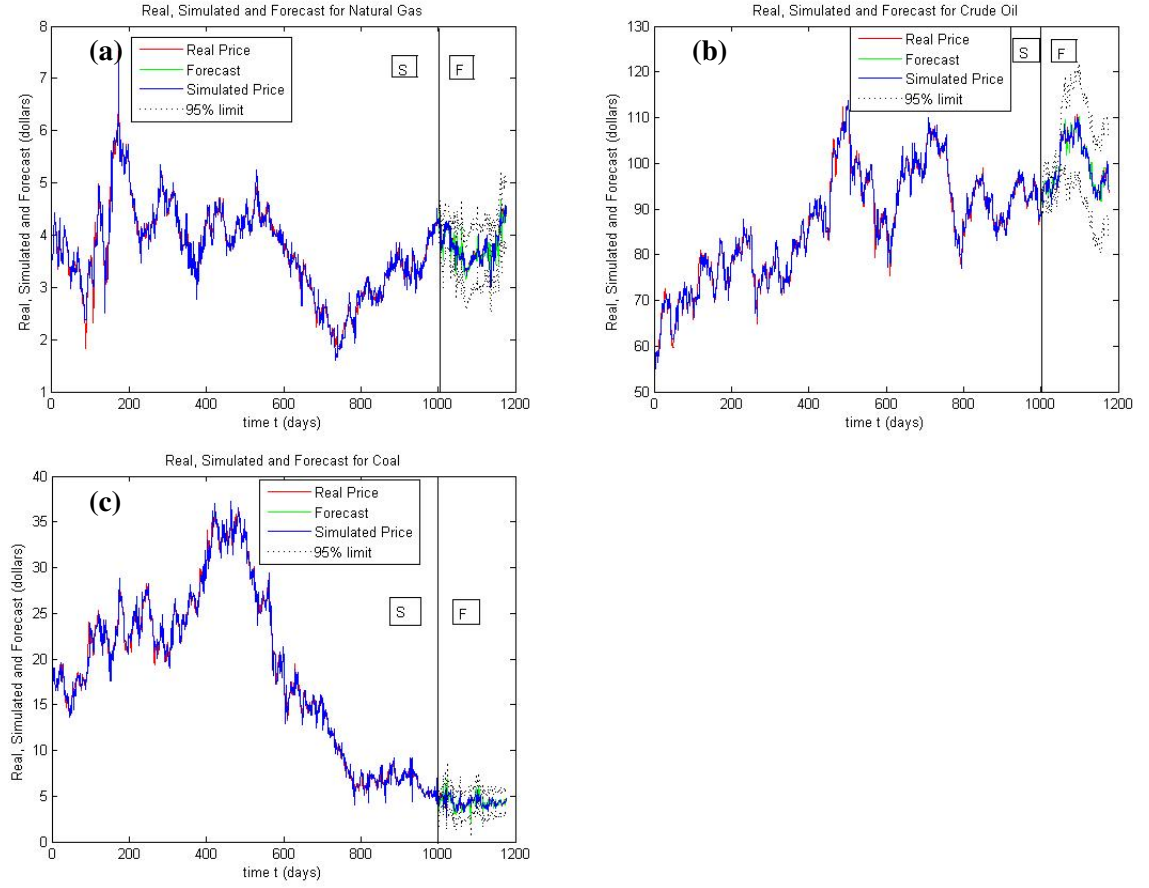 Real, Simulated and Forecast for Natural Gas
(a)
Real Price
Forecast
Simulated Price
95% limit
S
F
Real, Simulated and Forecast (dollars)
8
7
6
5
4
3
2
1
0 200 400 600 800 1000 1200
time t (days)
Real, Simulated and Forecast for Crude Oil
(b)
Real Price
Forecast
Simulated Price
95% limit
S
F
Real, Simulated and Forecast (dollars)
130
120
110
100
90
80
70
60
50
0 200 400 600 800 1000 1200
time t (days)
Real, Simulated and Forecast for Coal
(c)
Real Price
Forecast
Simulated Price
95% limit
S
F
Real, Simulated and Forecast (dollars)
40
35
30
25
20
15
10
5
0
0 200 400 600 800 1000 1200
time t (days)